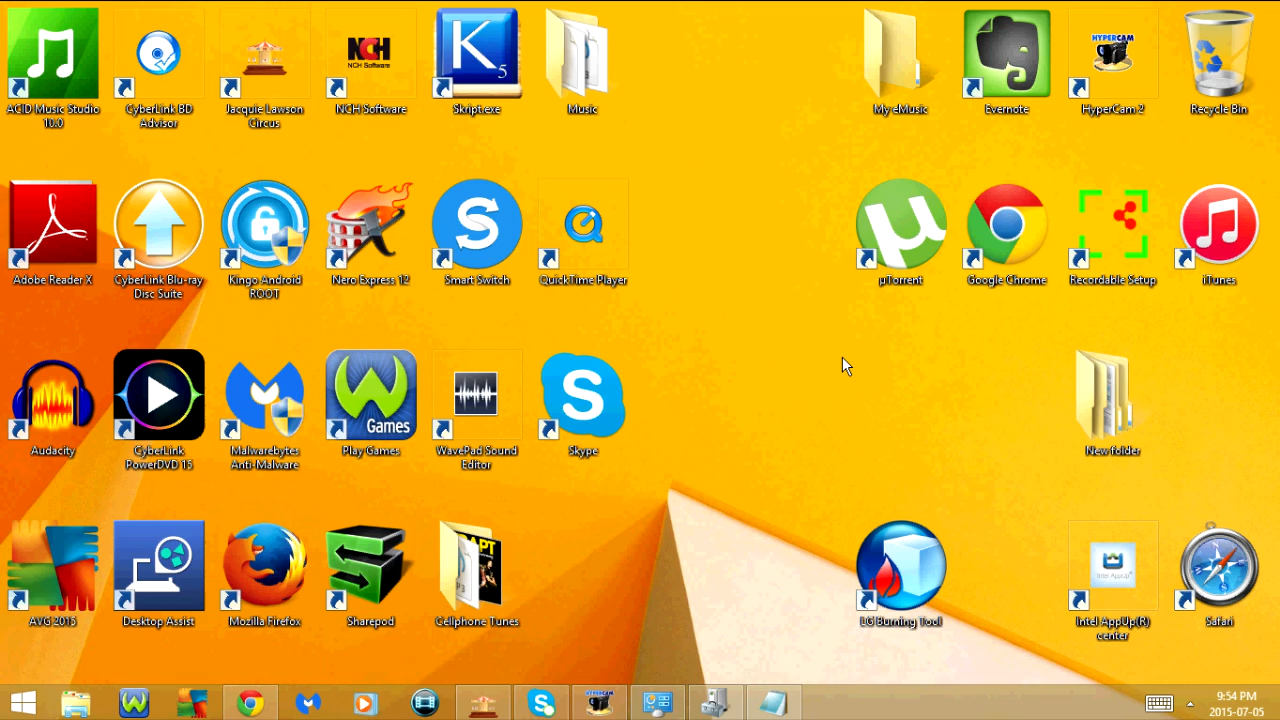 NCH
NCH Software
K
5
HYPERCAM
ACID Music Studio
10.0
CyberLink BD
Advisor
Jacquie Lawson
Circus
NCH Software
Skript.exe
Music
My eMusic
Evernote
HyperCam 2
Recycle Bin
S
µ
Adobe Reader X
CyberLink Blu-ray
Disc Suite
Kingo Android
ROOT
Nero Express 12
Smart Switch
QuickTime Player
µTorrent
Google Chrome
Recordable Setup
iTunes
W
Games
S
Audacity
CyberLink
PowerDVD 15
Malwarebytes
Anti-Malware
Play Games
WavePad Sound
Editor
Skype
New folder
Intel AppUp
AVG 2015
Desktop Assist
Mozilla Firefox
Sharepod
Cellphone Tunes
LG Burning Tool
Intel AppUp(R)
center
Safari
W
S
HYPERCAM
9:54 PM
2015-07-05